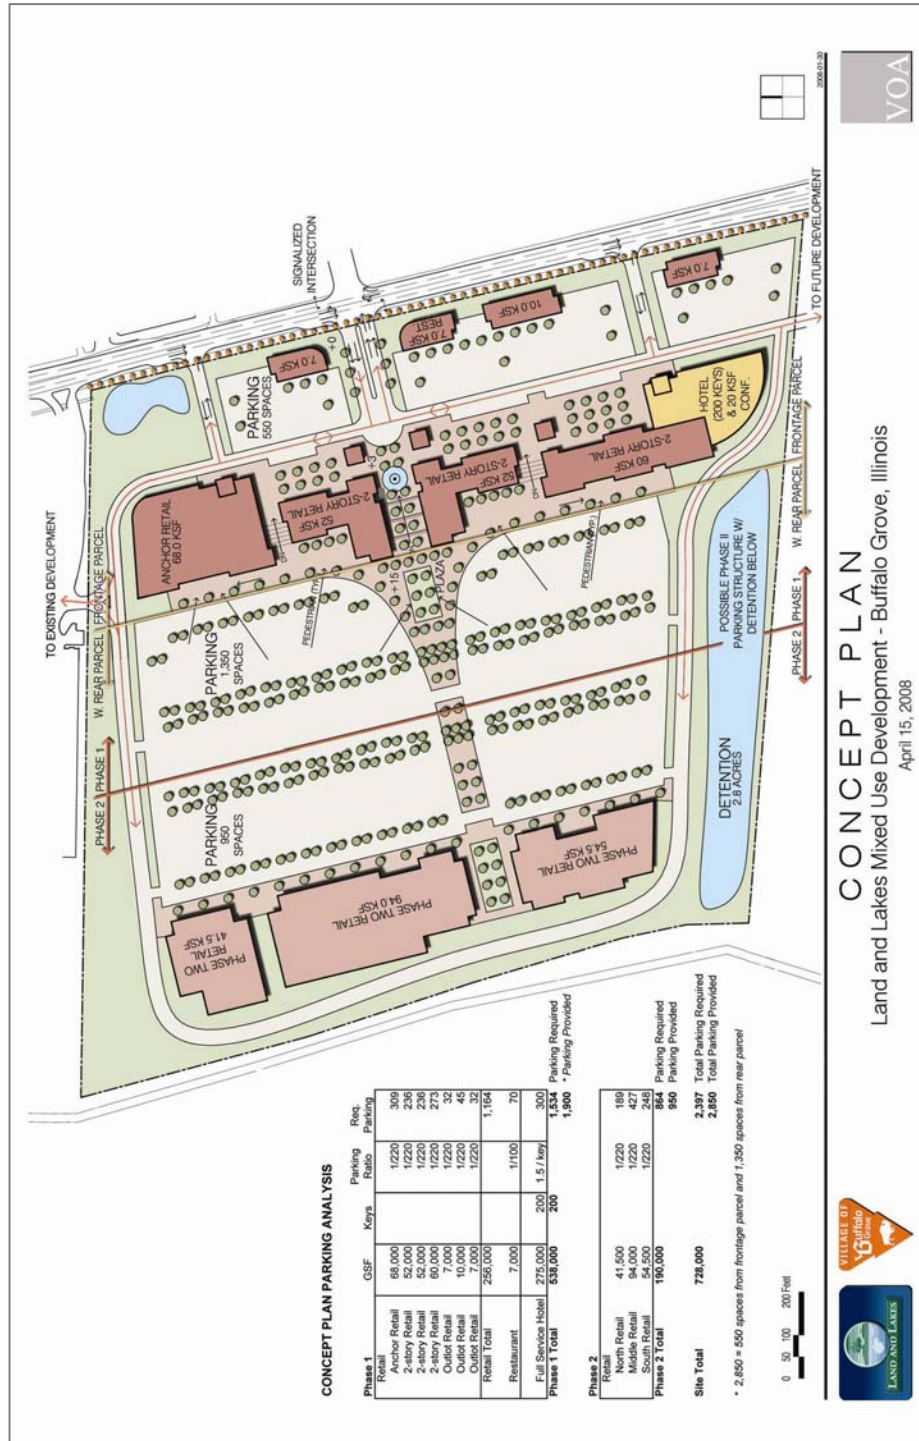 TO EXISTING DEVELOPMENT
W. REAR PARCEL
FRONTAGE PARCEL
PHASE 2
PHASE 1
ANCHOR RETAIL
68.0 KSF
PARKING
550 SPACES
7.0 KSF
+0
SIGNALIZED
INTERSECTION
7.0 KSF
REST.
10.0 KSF
7.0 KSF
TO FUTURE DEVELOPMENT
52 KSF
2-STORY RETAIL
+3
2-STORY RETAIL
52 KSF
60 KSF
2-STORY RETAIL
HOTEL
(200 KEYS)
& 20 KSF
CONF.
PEDESTRIAN (TYP.)
+15
PLAZA
PEDESTRIAN (TYP.)
PARKING
1,350
SPACES
PARKING
950
SPACES
PHASE TWO
RETAIL
41.5 KSF
PHASE TWO RETAIL
94.0 KSF
PHASE TWO RETAIL
54.5 KSF
DETENTION
2.8 ACRES
POSSIBLE PHASE II
PARKING STRUCTURE W/
DETENTION BELOW
W. REAR PARCEL
FRONTAGE PARCEL
PHASE 2
PHASE 1
CONCEPT PLAN PARKING ANALYSIS
Phase 1 GSF Keys Parking Ratio Req. Parking
Retail
Anchor Retail 68,000 1/220 309
2-story Retail 52,000 1/220 236
2-story Retail 52,000 1/220 236
2-story Retail 60,000 1/220 273
Outlot Retail 7,000 1/220 32
Outlot Retail 10,000 1/220 45
Outlot Retail 7,000 1/220 32
Retail Total 256,000 1,164
Restaurant 7,000 1/100 70
Full Service Hotel 275,000 200 1.5 / key 300
Phase 1 Total 538,000 200 1,534 Parking Required
1,900 * Parking Provided
Phase 2
Retail
North Retail 41,500 1/220 189
Middle Retail 94,000 1/220 427
South Retail 54,500 1/220 248
Phase 2 Total 190,000 864 Parking Required
950 Parking Provided
Site Total 728,000 2,397 Total Parking Required
2,850 Total Parking Provided
* 2,850 = 550 spaces from frontage parcel and 1,350 spaces from rear parcel
0 50 100 200 Feet
LAND AND LAKES
VILLAGE OF
Buffalo
Grove
CONCEPT PLAN
Land and Lakes Mixed Use Development - Buffalo Grove, Illinois
April 15, 2008
VOA